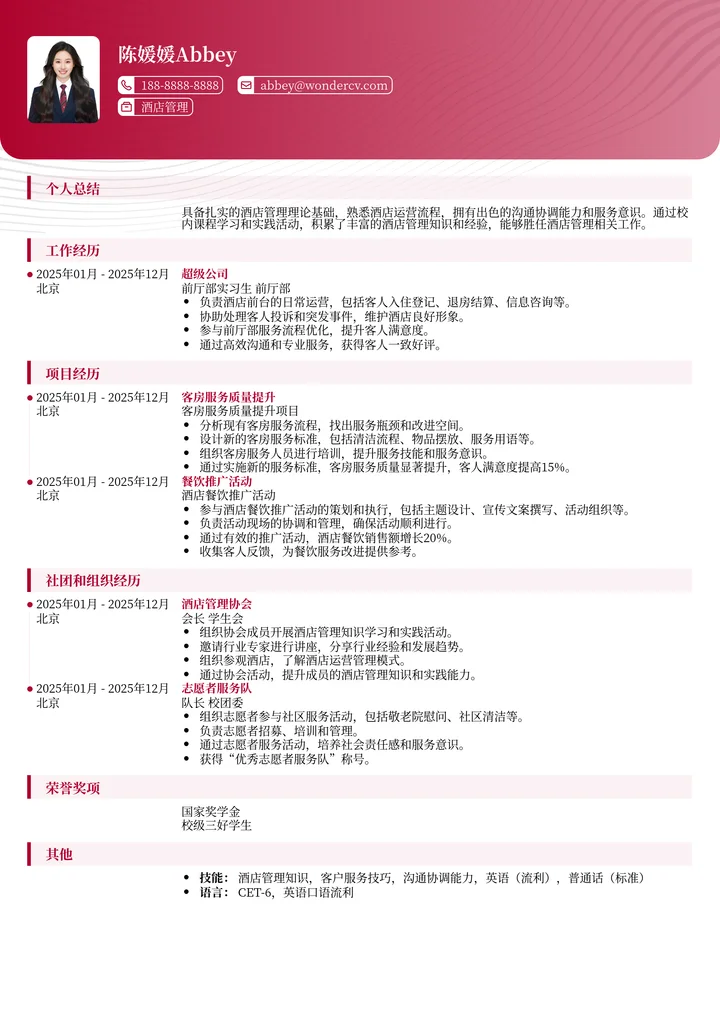 陈媛媛Abbey
188-8888-8888 abbey@wondercv.com
酒店管理
个人总结
具备扎实的酒店管理理论基础，熟悉酒店运营流程，拥有出色的沟通协调能力和服务意识。通过校
内课程学习和实践活动，积累了丰富的酒店管理知识和经验，能够胜任酒店管理相关工作。
工作经历
2025年01月 - 2025年12月 超级公司
北京 前厅部实习生 前厅部
• 负责酒店前台的日常运营，包括客人入住登记、退房结算、信息咨询等。
• 协助处理客人投诉和突发事件，维护酒店良好形象。
• 参与前厅部服务流程优化，提升客人满意度。
• 通过高效沟通和专业服务，获得客人一致好评。
项目经历
2025年01月 - 2025年12月 客房服务质量提升
北京 客房服务质量提升项目
• 分析现有客房服务流程，找出服务瓶颈和改进空间。
• 设计新的客房服务标准，包括清洁流程、物品摆放、服务用语等。
• 组织客房服务人员进行培训，提升服务技能和服务意识。
• 通过实施新的服务标准，客房服务质量显著提升，客人满意度提高15%。
2025年01月 - 2025年12月 餐饮推广活动
北京 酒店餐饮推广活动
• 参与酒店餐饮推广活动的策划和执行，包括主题设计、宣传文案撰写、活动组织等。
• 负责活动现场的协调和管理，确保活动顺利进行。
• 通过有效的推广活动，酒店餐饮销售额增长20%。
• 收集客人反馈，为餐饮服务改进提供参考。
社团和组织经历
2025年01月 - 2025年12月 酒店管理协会
北京 会长 学生会
• 组织协会成员开展酒店管理知识学习和实践活动。
• 邀请行业专家进行讲座，分享行业经验和发展趋势。
• 组织参观酒店，了解酒店运营管理模式。
• 通过协会活动，提升成员的酒店管理知识和实践能力。
2025年01月 - 2025年12月 志愿者服务队
北京 队长 校团委
• 组织志愿者参与社区服务活动，包括敬老院慰问、社区清洁等。
• 负责志愿者招募、培训和管理。
• 通过志愿者服务活动，培养社会责任感和服务意识。
• 获得“优秀志愿者服务队”称号。
荣誉奖项
国家奖学金
校级三好学生
其他
• 技能： 酒店管理知识，客户服务技巧，沟通协调能力，英语（流利）, 普通话（标准）
• 语言： CET-6，英语口语流利